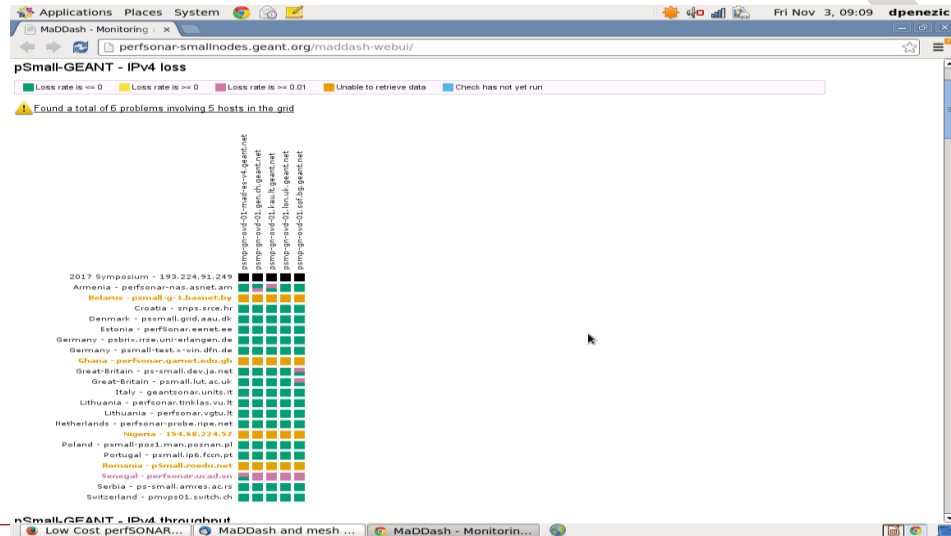 Applications Places System Fri Nov 3, 09:09 dpenezic
MaDDash - Monitoring
perfsonar-smallnodes.geant.org/maddash-webui/
pSmall-GEANT - IPv4 loss
Loss rate is <= 0 Loss rate is >= 0 Loss rate is >= 0.01 Unable to retrieve data Check has not yet run
Found a total of 6 problems involving 5 hosts in the grid
psmp-gn-ovd-01-mad-es-v4.geant.net
psmp-gn-ovd-01.gen.ch.geant.net
psmp-gn-ovd-01.kau.lt.geant.net
psmp-gn-ovd-01.lon.uk.geant.net
psmp-gn-ovd-01.sof.bg.geant.net
2017 Symposium - 193.224.91.249
Armenia - perfsonar-nas.asnet.am
Belarus - psmall-g-1.basnet.by
Croatia - snps.srce.hr
Denmark - pssmall.grid.aau.dk
Estonia - perfSonar.eenet.ee
Germany - psbrix.rrze.uni-erlangen.de
Germany - psmall-test.x-win.dfn.de
Ghana - perfsonar.garnet.edu.gh
Great-Britain - ps-small.dev.ja.net
Great-Britain - psmall.lut.ac.uk
Italy - geantsonar.units.it
Lithuania - perfsonar.tinklas.vu.lt
Lithuania - perfsonar.vgtu.lt
Netherlands - perfsonar-probe.ripe.net
Nigeria - 154.68.224.57
Poland - psmall-poz1.man.poznan.pl
Portugal - psmall.ip6.fccn.pt
Romania - pSmall.roedu.net
Senegal - perfsonar.ucad.sn
Serbia - ps-small.amres.ac.rs
Switzerland - pmvps01.switch.ch
pSmall-GEANT - IPv4 throughput
Low Cost perfSONAR... MaDDash and mesh ... MaDDash - Monitorin...